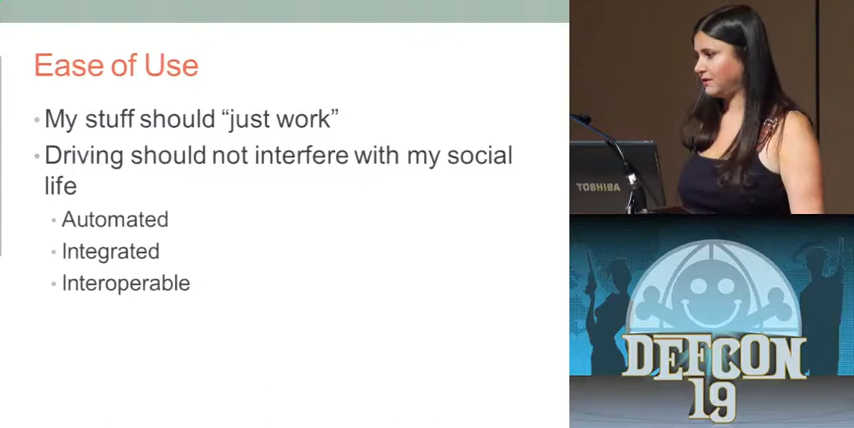 Ease of Use
• My stuff should “just work”
• Driving should not interfere with my social
life
• Automated
• Integrated
• Interoperable
TOSHIBA
DEFCON
19